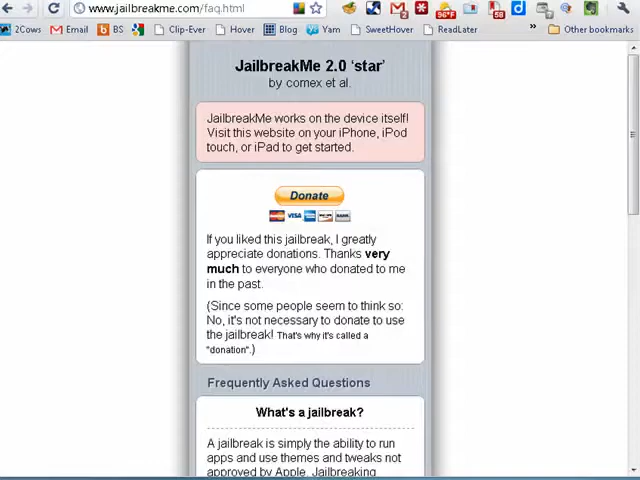 www.jailbreakme.com/faq.html
2Cows Email BS Clip-Ever Hover Blog Yam SweetHover ReadLater » Other bookmarks
JailbreakMe 2.0 ‘star’
by comex et al.
JailbreakMe works on the device itself!
Visit this website on your iPhone, iPod
touch, or iPad to get started.
Donate
VISA
If you liked this jailbreak, I greatly
appreciate donations. Thanks very
much to everyone who donated to me
in the past.
(Since some people seem to think so:
No, it's not necessary to donate to use
the jailbreak! That's why it's called a
"donation".)
Frequently Asked Questions
What's a jailbreak?
A jailbreak is simply the ability to run
apps and use themes and tweaks not
approved by Apple. Jailbreaking